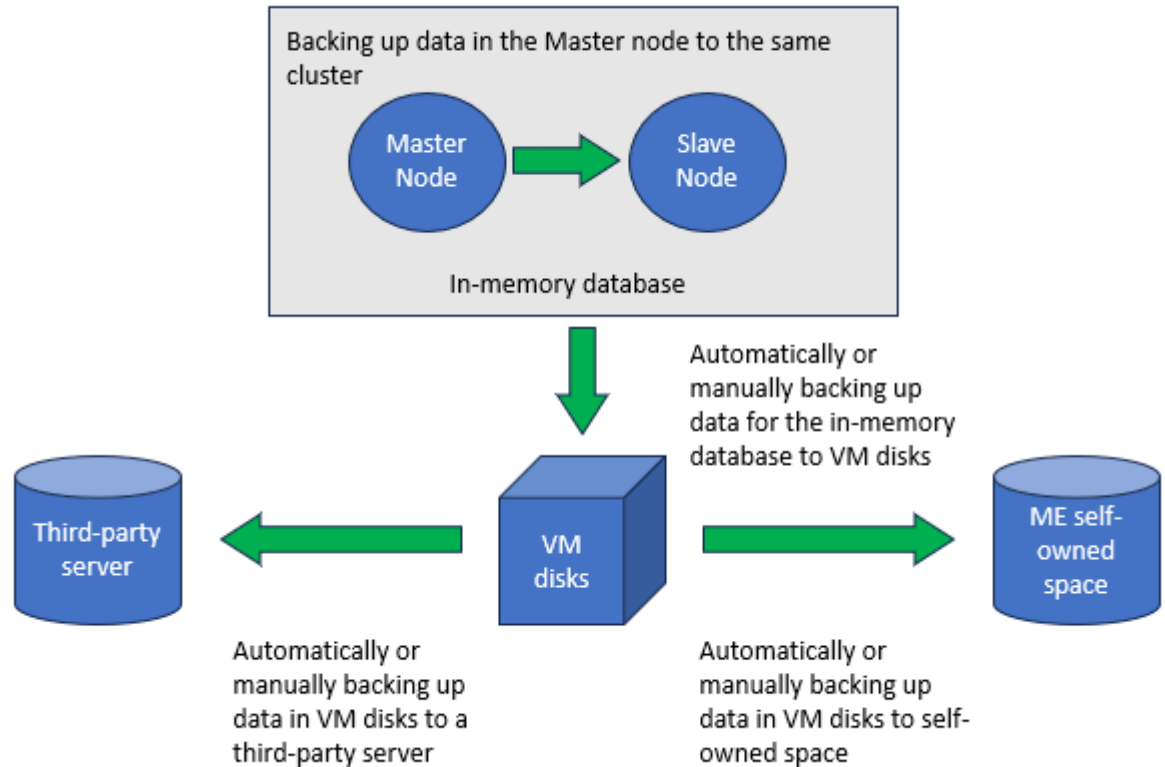 Backing up data in the Master node to the same
cluster
Master
Node
Slave
Node
In-memory database
Automatically or
manually backing up
data for the in-memory
database to VM disks
Third-party
server
VM
disks
ME self-
owned
space
Automatically or
manually backing up
data in VM disks to a
third-party server
Automatically or
manually backing up
data in VM disks to self-
owned space